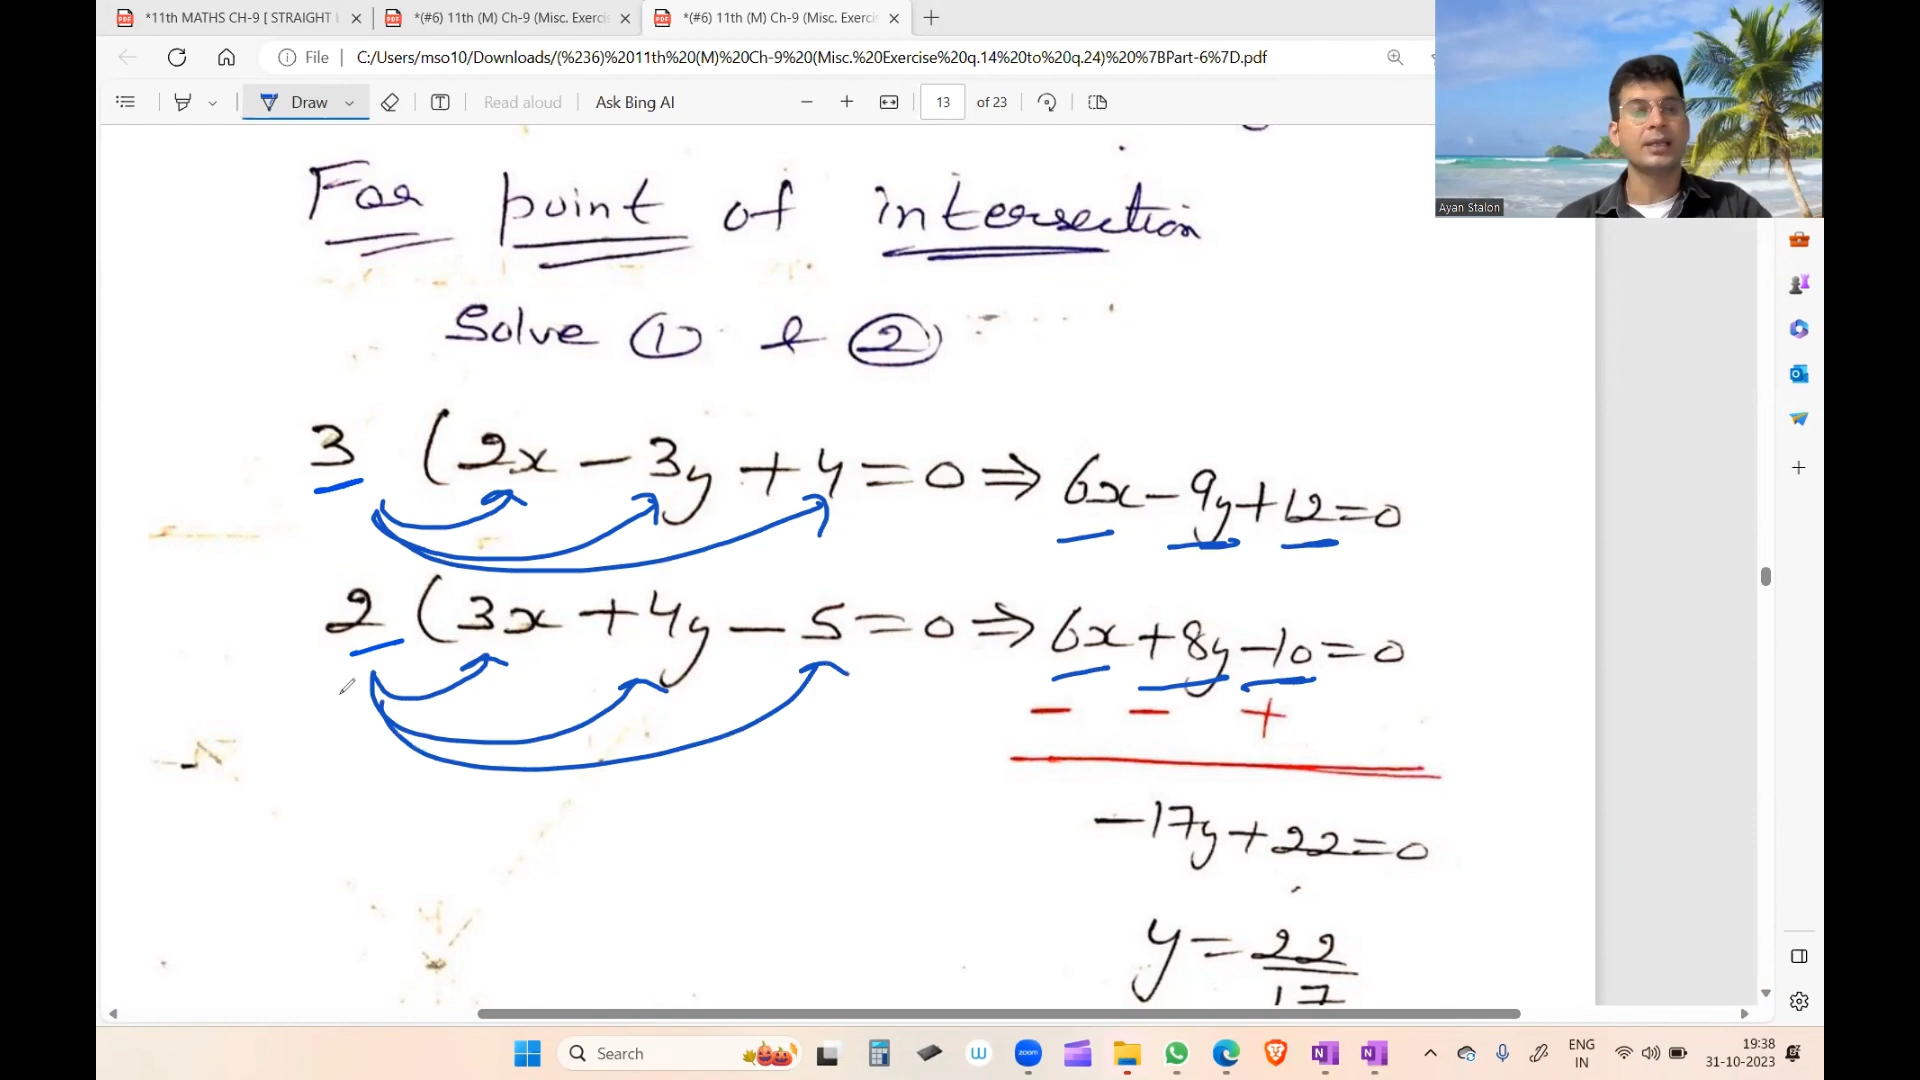 *11th MATHS CH-9 [ STRAIGHT
*(#6) 11th (M) Ch-9 (Misc. Exerci
*(#6) 11th (M) Ch-9 (Misc. Exerci
File
C:/Users/mso10/Downloads/(%236)%2011th%20(M)%20Ch-9%20(Misc.%20Exercise%20q.14%20to%20q.24)%20%7BPart-6%7D.pdf
Draw
Read aloud
Ask Bing AI
13 of 23
Ayan Stalon
For point of intersection
Solve ① & ②
3 (2x - 3y + 4 = 0 ⇒ 6x - 9y + 12 = 0
2 (3x + 4y - 5 = 0 ⇒ 6x + 8y - 10 = 0
- - +
-17y + 22 = 0
y = 22
17
Search
zoom
ENG
IN
19:38
31-10-2023